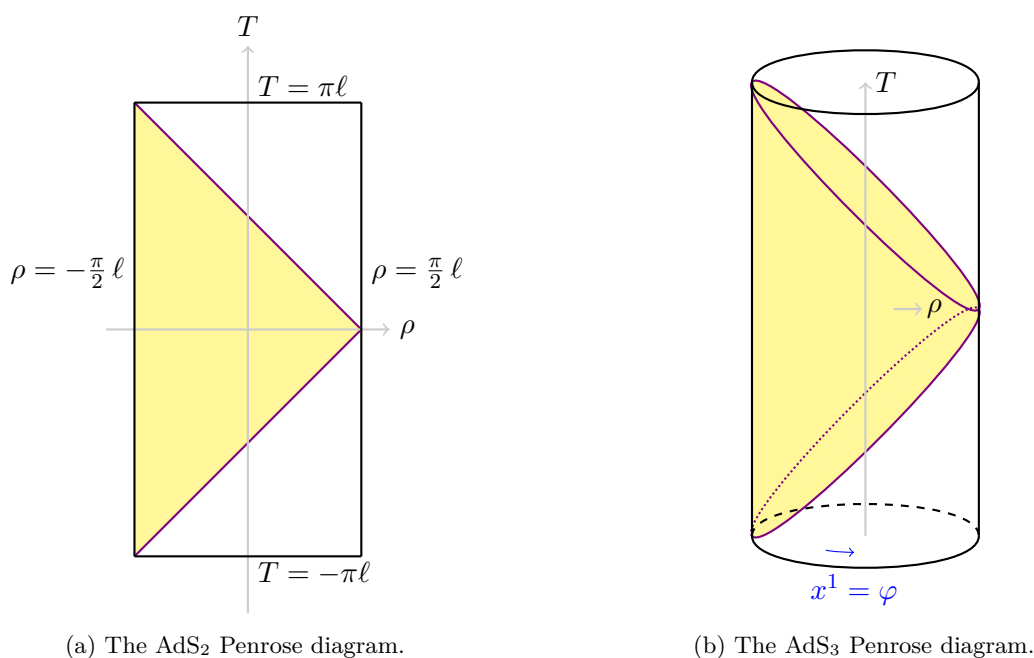 T
T = πℓ
ρ = −π/2 ℓ
ρ = π/2 ℓ
ρ
T = −πℓ
(a) The AdS₂ Penrose diagram.
T
ρ
x¹ = φ
(b) The AdS₃ Penrose diagram.